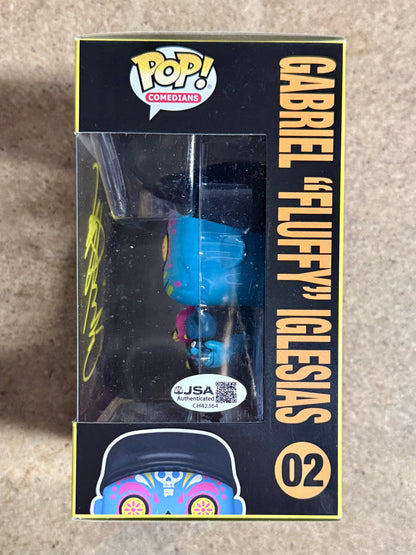 POP!
COMEDIANS
GABRIEL "FLUFFY" IGLESIAS
02
JSA
Authenticated
CH42364